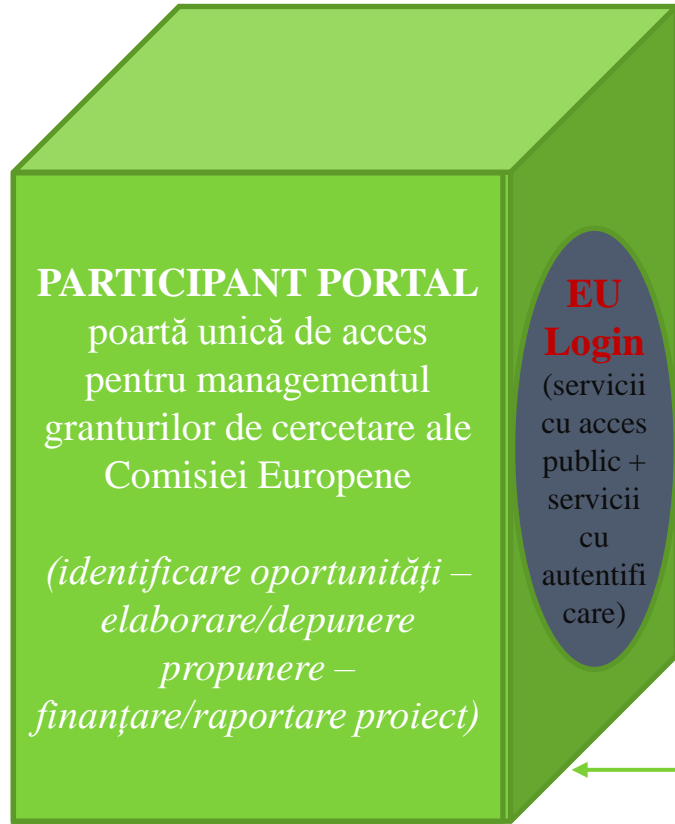 PARTICIPANT PORTAL
poartă unică de acces
pentru managementul
granturilor de cercetare ale
Comisiei Europene
(identificare oportunități –
elaborare/depunere
propunere –
finanțare/raportare proiect)
EU
Login
(servicii
cu acces
public +
servicii
cu
autentifi
care)